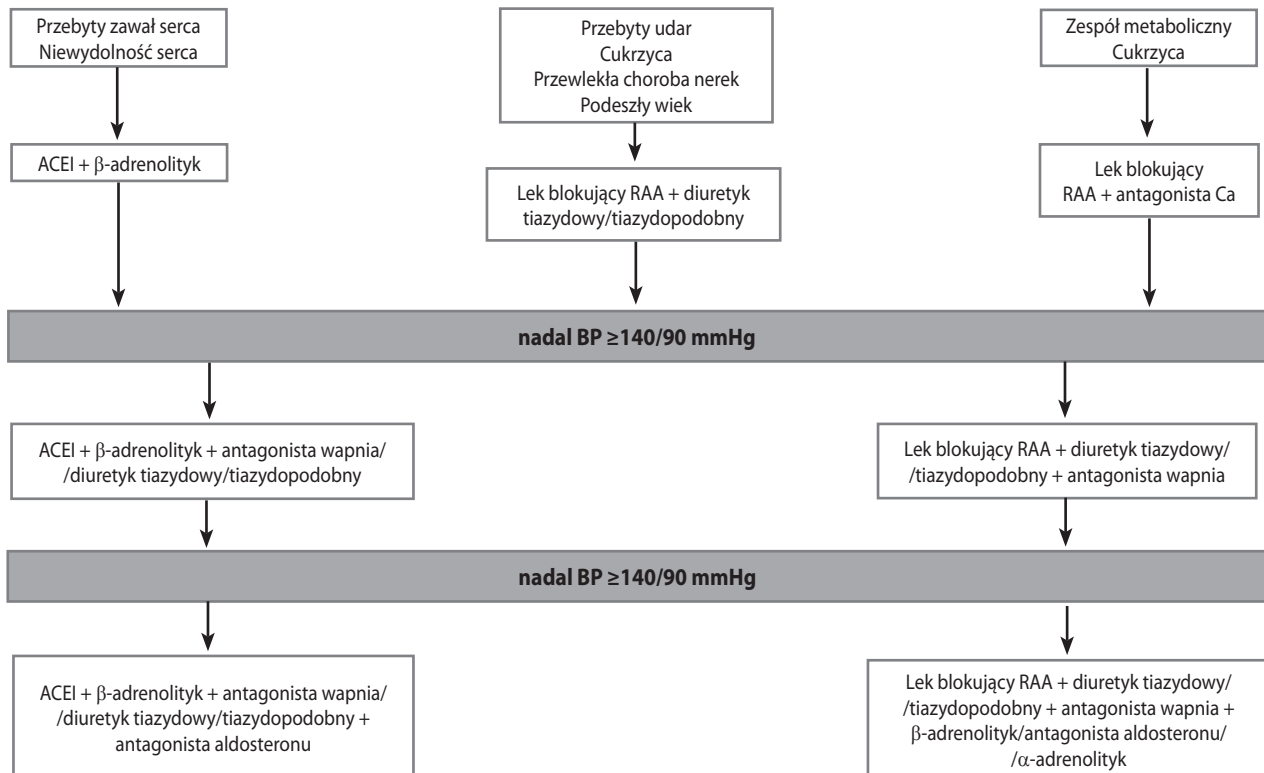 Przebyty zawał serca
Niewydolność serca
Przebyty udar
Cukrzyca
Przewlekła choroba nerek
Podeszły wiek
Zespół metaboliczny
Cukrzyca
ACEI + β-adrenolityk
Lek blokujący RAA + diuretyk
tiazydowy/tiazydopodobny
Lek blokujący
RAA + antagonista Ca
nadal BP ≥140/90 mmHg
ACEI + β-adrenolityk + antagonista wapnia/
/diuretyk tiazydowy/tiazydopodobny
Lek blokujący RAA + diuretyk tiazydowy/
/tiazydopodobny + antagonista wapnia
nadal BP ≥140/90 mmHg
ACEI + β-adrenolityk + antagonista wapnia/
/diuretyk tiazydowy/tiazydopodobny +
antagonista aldosteronu
Lek blokujący RAA + diuretyk tiazydowy/
/tiazydopodobny + antagonista wapnia +
β-adrenolityk/antagonista aldosteronu/
/α-adrenolityk